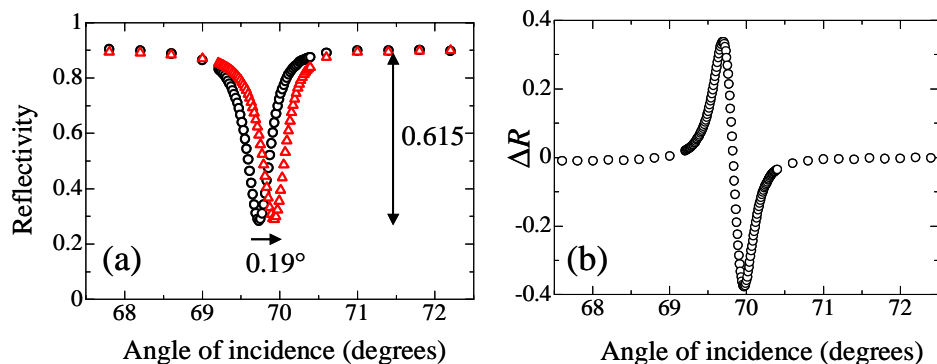 1
0.8
0.6
0.4
0.2
0
Reflectivity
0.615
0.19°
(a)
68 69 70 71 72
Angle of incidence (degrees)
0.4
0.2
0
-0.2
-0.4
ΔR
(b)
68 69 70 71 72
Angle of incidence (degrees)